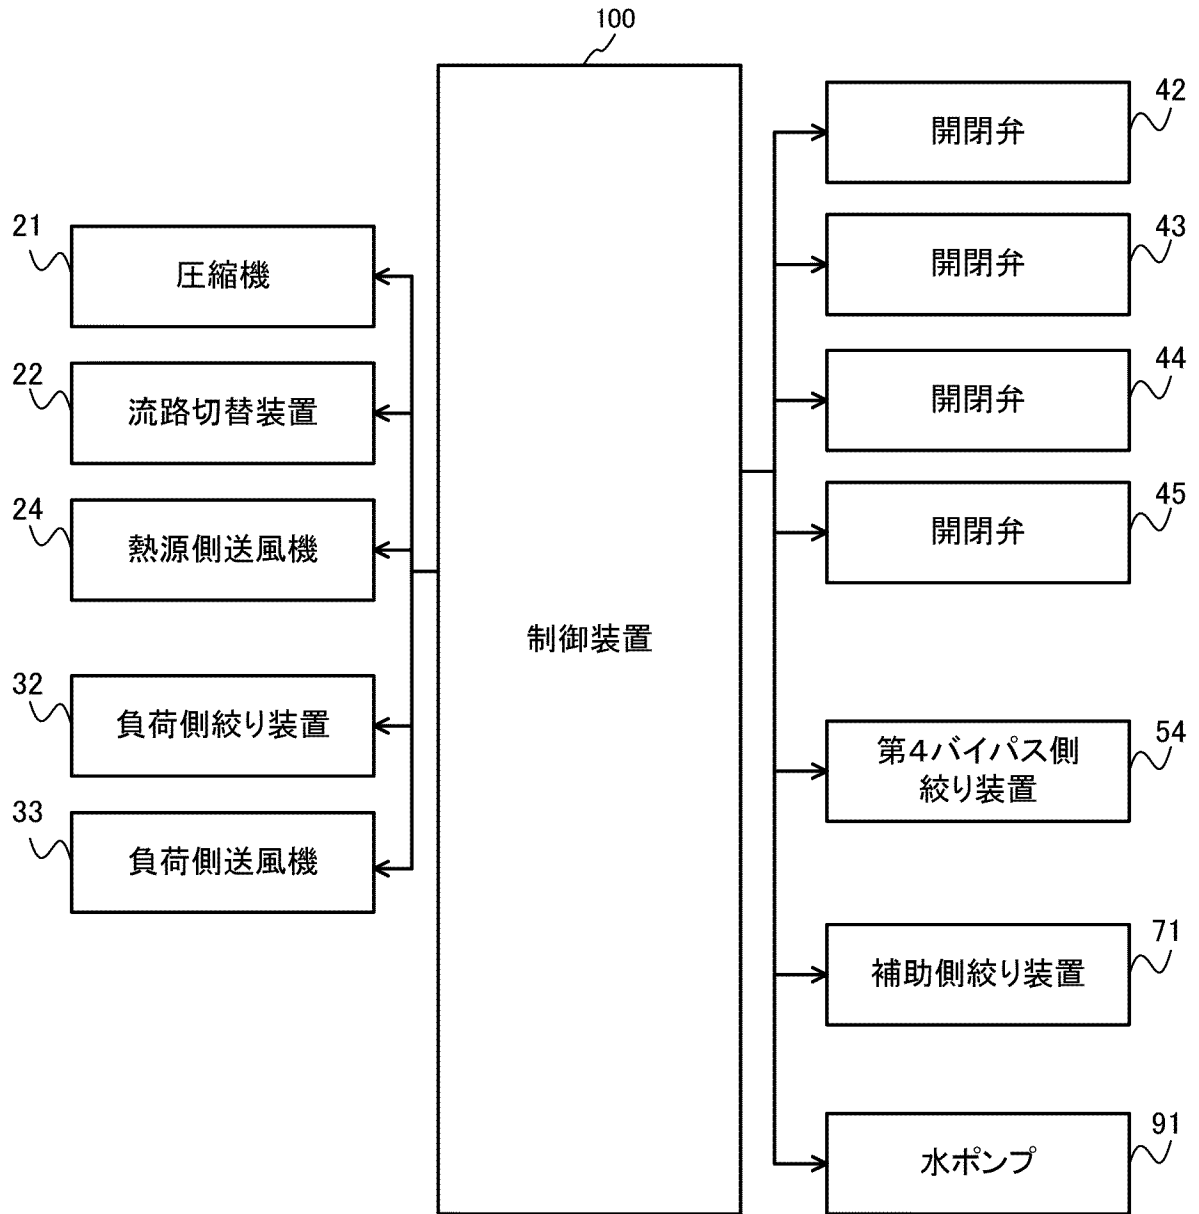 100
21
圧縮機
22
流路切替装置
24
熱源側送風機
32
負荷側絞り装置
33
負荷側送風機
制御装置
42
開閉弁
43
開閉弁
44
開閉弁
45
開閉弁
54
第4バイパス側
絞り装置
71
補助側絞り装置
91
水ポンプ